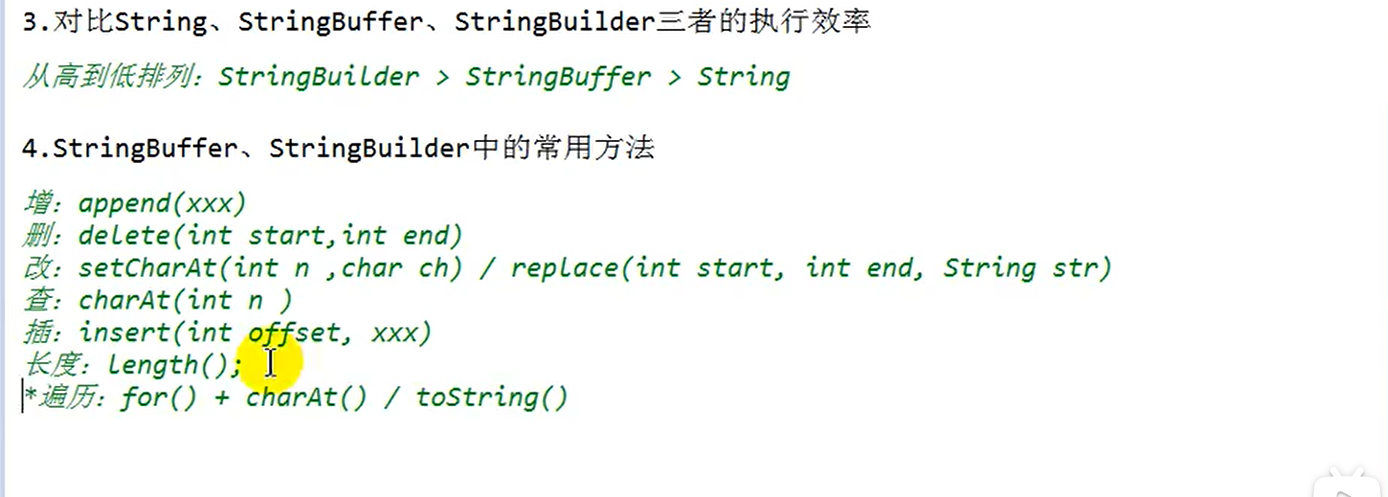 3.对比String、StringBuffer、StringBuilder三者的执行效率
从高到低排列：StringBuilder > StringBuffer > String
4.StringBuffer、StringBuilder中的常用方法
增：append(xxx)
删：delete(int start,int end)
改：setCharAt(int n ,char ch) / replace(int start, int end, String str)
查：charAt(int n )
插：insert(int offset, xxx)
长度：length();
*遍历：for() + charAt() / toString()